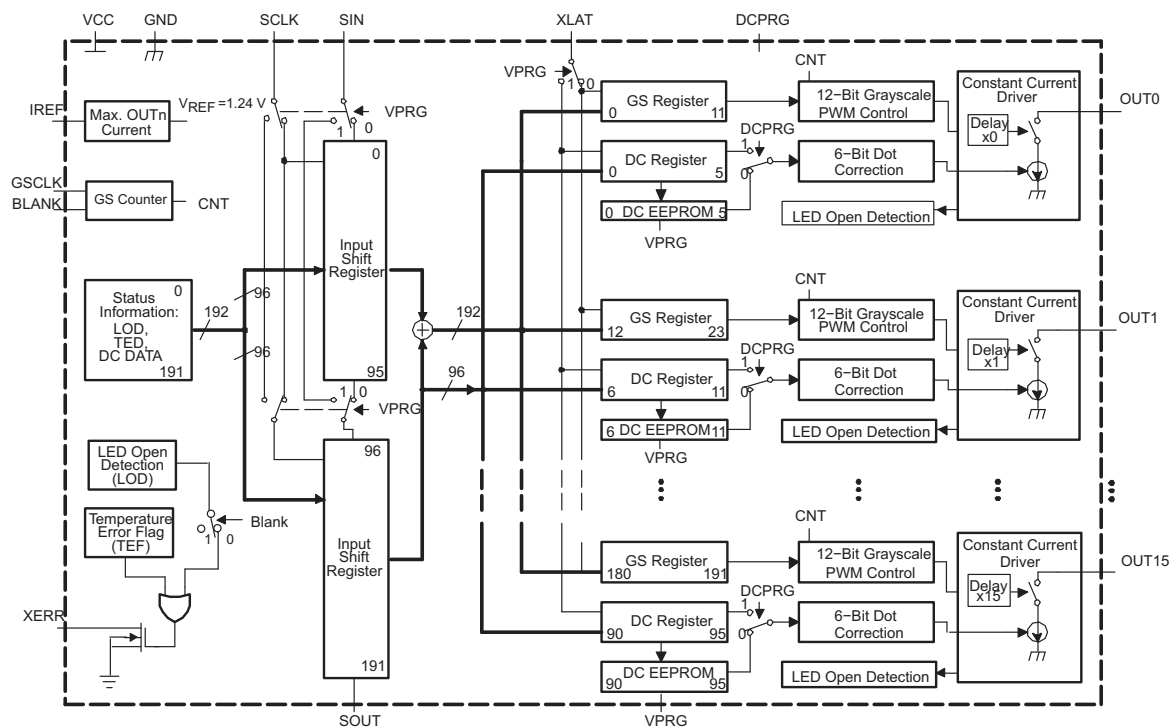 VCC GND SCLK SIN XLAT DCPRG
IREF
Max. OUTn
Current
VREF =1.24 V
1 0
VPRG
GSCLK
BLANK
GS Counter
CNT
0
Status
Information:
LOD,
TED,
DC DATA
191
192
96
96
0
Input
Shift
Register
95
1 0
VPRG
96
Input
Shift
Register
191
SOUT
192
96
LED Open
Detection
(LOD)
Temperature
Error Flag
(TEF)
1 0
Blank
XERR
VPRG
1 0
GS Register
0 11
CNT
12−Bit Grayscale
PWM Control
Constant Current
Driver
Delay
x0
OUT0
DC Register
0 5
DCPRG
1
0
6−Bit Dot
Correction
0 DC EEPROM 5
VPRG
LED Open Detection
GS Register
12 23
CNT
12−Bit Grayscale
PWM Control
Constant Current
Driver
Delay
x1
OUT1
DC Register
6 11
DCPRG
1
0
6−Bit Dot
Correction
6 DC EEPROM 11
VPRG
LED Open Detection
GS Register
180 191
CNT
12−Bit Grayscale
PWM Control
Constant Current
Driver
Delay
x15
OUT15
DC Register
90 95
DCPRG
1
0
6−Bit Dot
Correction
DC EEPROM
90 95
VPRG
LED Open Detection